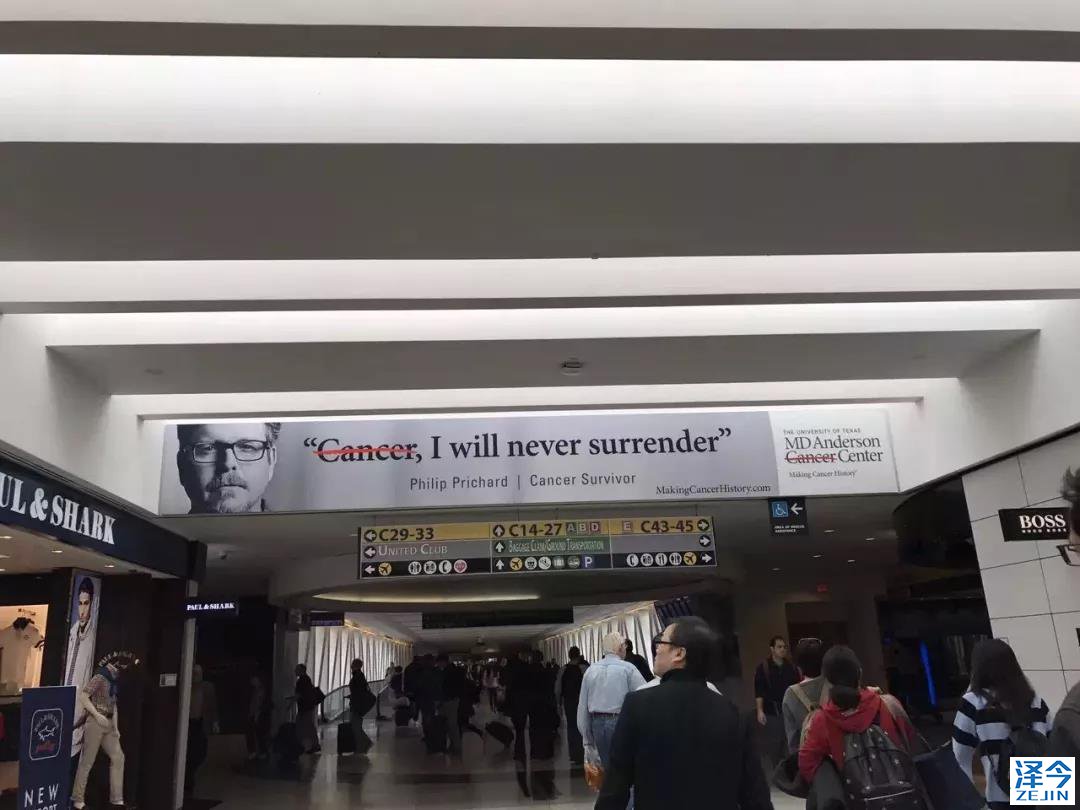 “Cancer, I will never surrender”
Philip Prichard | Cancer Survivor
MakingCancerHistory.com
THE UNIVERSITY OF TEXAS
MD Anderson
Cancer Center
Making Cancer History
UL & SHARK
C29-33
UNITED CLUB
C14-27 A B D
BAGGAGE CLAIM/GROUND TRANSPORTATION
P
E C43-45
BOSS
PAUL & SHARK
NEW
泽今
ZEJIN